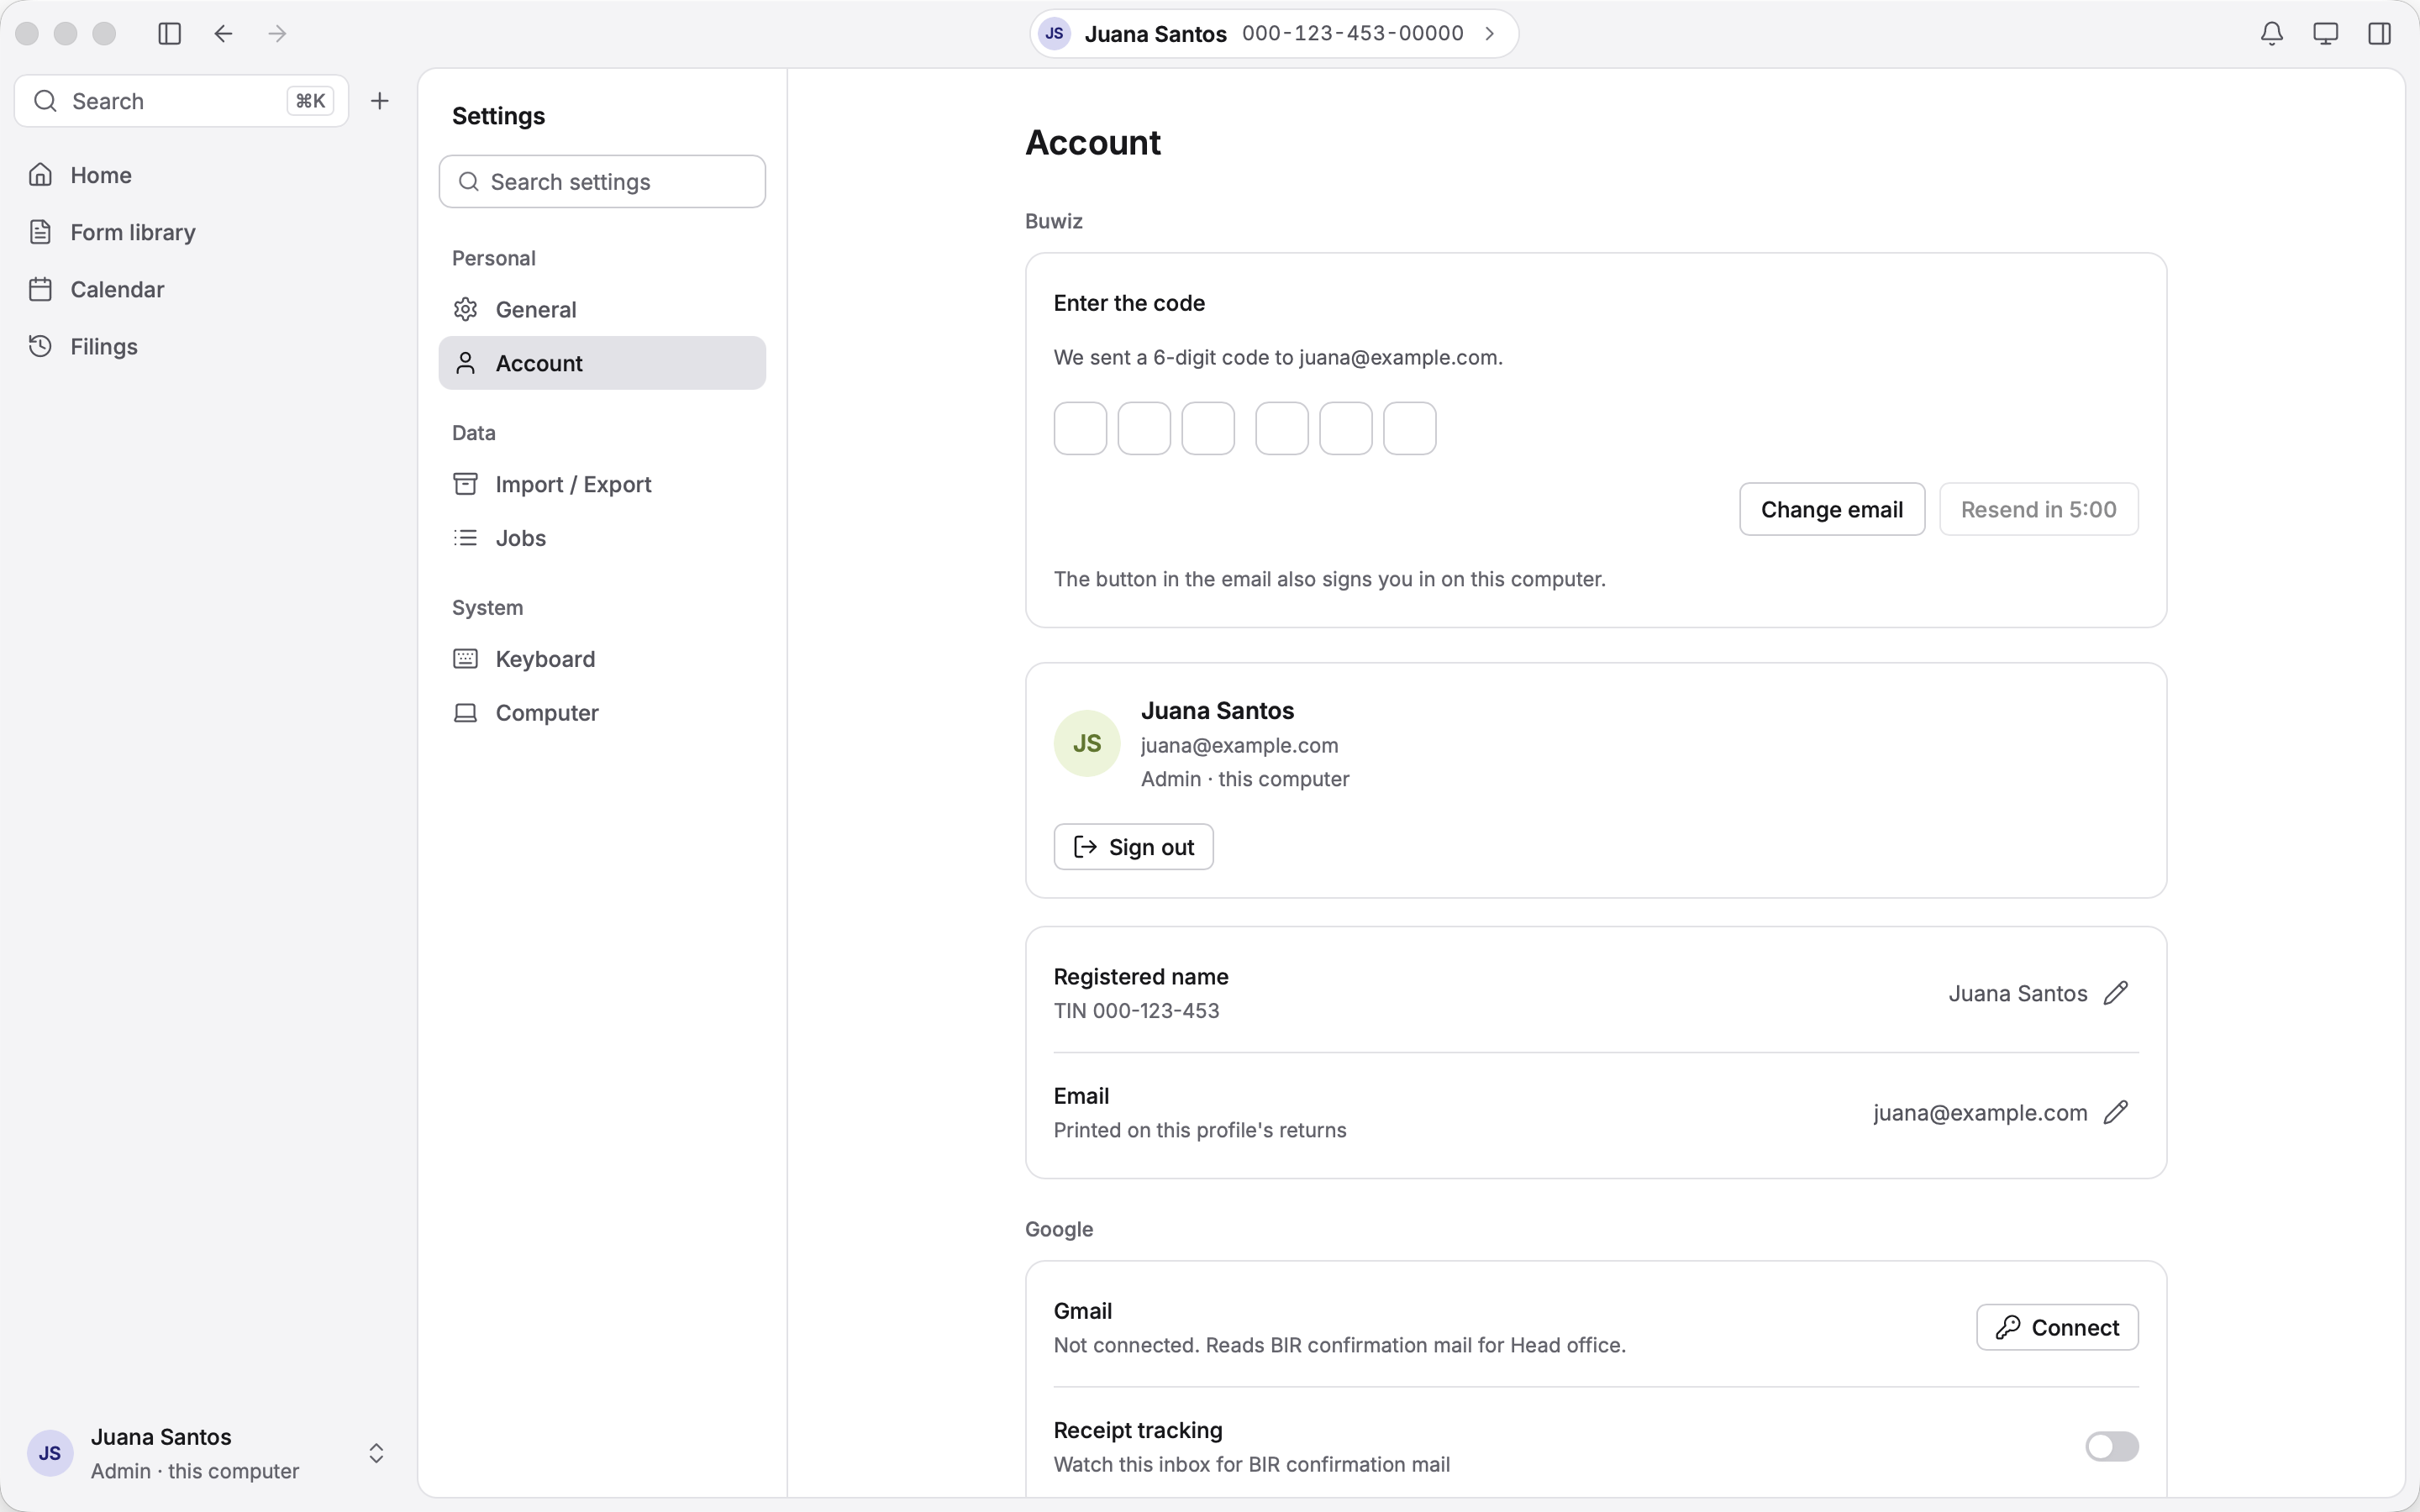 JS Juana Santos 000-123-453-00000
Search ⌘K
Home
Form library
Calendar
Filings
JS Juana Santos
Admin · this computer
Settings
Search settings
Personal
General
Account
Data
Import / Export
Jobs
System
Keyboard
Computer
Account
Buwiz
Enter the code
We sent a 6-digit code to juana@example.com.
Change email Resend in 5:00
The button in the email also signs you in on this computer.
JS Juana Santos
juana@example.com
Admin · this computer
Sign out
Registered name
TIN 000-123-453
Juana Santos
Email
Printed on this profile's returns
juana@example.com
Google
Gmail
Not connected. Reads BIR confirmation mail for Head office.
Connect
Receipt tracking
Watch this inbox for BIR confirmation mail